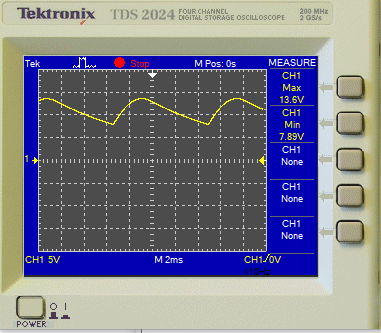 Tektronix TDS 2024 FOUR CHANNEL DIGITAL STORAGE OSCILLOSCOPE 200 MHz 2 GS/s
Tek Stop M Pos: 0s MEASURE
CH1
Max
13.6V
CH1
Min
7.89V
CH1
None
CH1
None
CH1
None
1
CH1 5V M 2ms CH1/0V
POWER